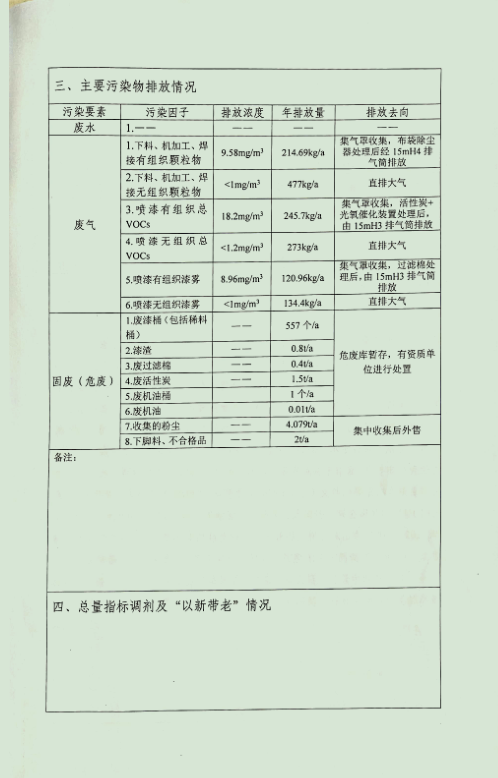 三、主要污染物排放情况
污染要素 污染因子 排放浓度 年排放量 排放去向
废水 1.—— —— —— ——
废气
1.下料、机加工、焊
接有组织颗粒物
9.58mg/m³ 214.69kg/a
集气罩收集，布袋除尘
器处理后经 15mH4 排
气筒排放
2.下料、机加工、焊
接无组织颗粒物
<1mg/m³ 477kg/a 直排大气
3.喷漆有组织总
VOCs
18.2mg/m³ 245.7kg/a
集气罩收集，活性炭+
光氧催化装置处理后，
由 15mH3 排气筒排放
4.喷漆无组织总
VOCs
<1.2mg/m³ 273kg/a 直排大气
5.喷漆有组织漆雾 8.96mg/m³ 120.96kg/a
集气罩收集，过滤棉处
理后，由 15mH3 排气筒
排放
6.喷漆无组织漆雾 <1mg/m³ 134.4kg/a 直排大气
固废（危废）
1.废漆桶（包括稀料
桶）
—— 557 个/a
2.漆渣 —— 0.8t/a
3.废过滤棉 —— 0.4t/a
4.废活性炭 —— 1.5t/a
5.废机油桶 1 个/a
6.废机油 0.01t/a
危废库暂存，有资质单
位进行处置
7.收集的粉尘 —— 4.079t/a
8.下脚料、不合格品 —— 2t/a
集中收集后外售
备注：
四、总量指标调剂及“以新带老”情况